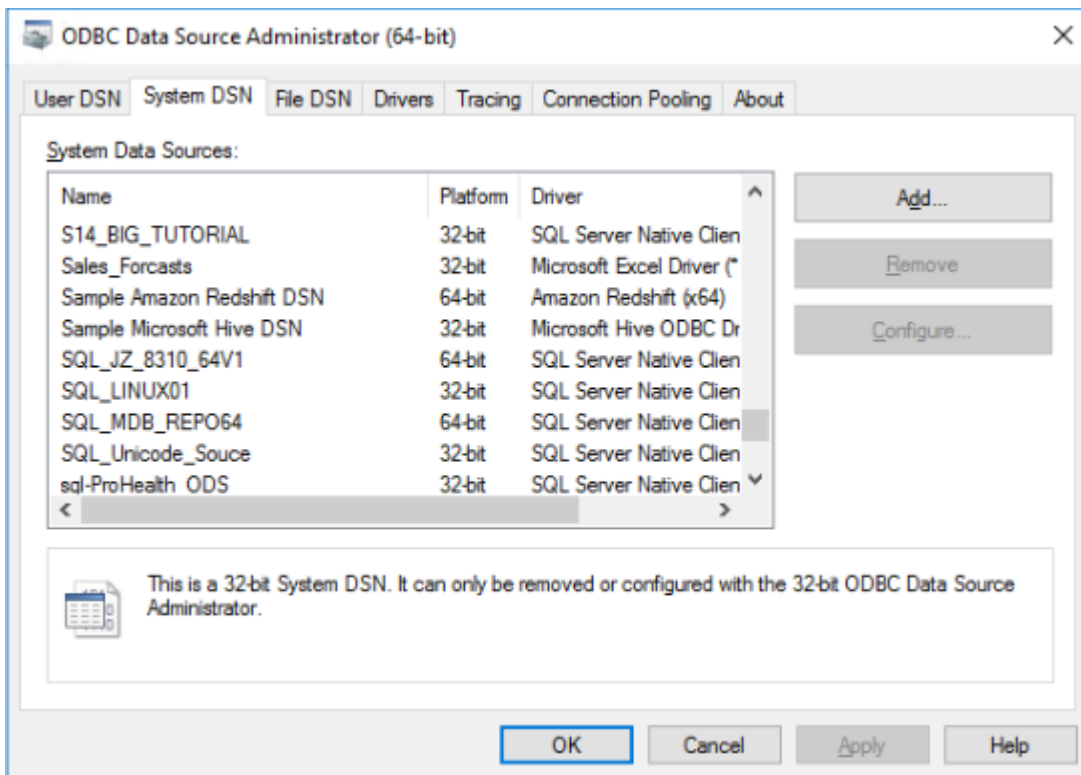 ODBC Data Source Administrator (64-bit)
User DSN System DSN File DSN Drivers Tracing Connection Pooling About
System Data Sources:
Name Platform Driver
S14_BIG_TUTORIAL 32-bit SQL Server Native Clien
Sales_Forcasts 32-bit Microsoft Excel Driver (*
Sample Amazon Redshift DSN 64-bit Amazon Redshift (x64)
Sample Microsoft Hive DSN 32-bit Microsoft Hive ODBC Dr
SQL_JZ_8310_64V1 64-bit SQL Server Native Clien
SQL_LINUX01 32-bit SQL Server Native Clien
SQL_MDB_REPO64 64-bit SQL Server Native Clien
SQL_Unicode_Souce 32-bit SQL Server Native Clien
sql-ProHealth_ODS 32-bit SQL Server Native Clien
Add...
Remove
Configure...
This is a 32-bit System DSN. It can only be removed or configured with the 32-bit ODBC Data Source
Administrator.
OK Cancel Apply Help